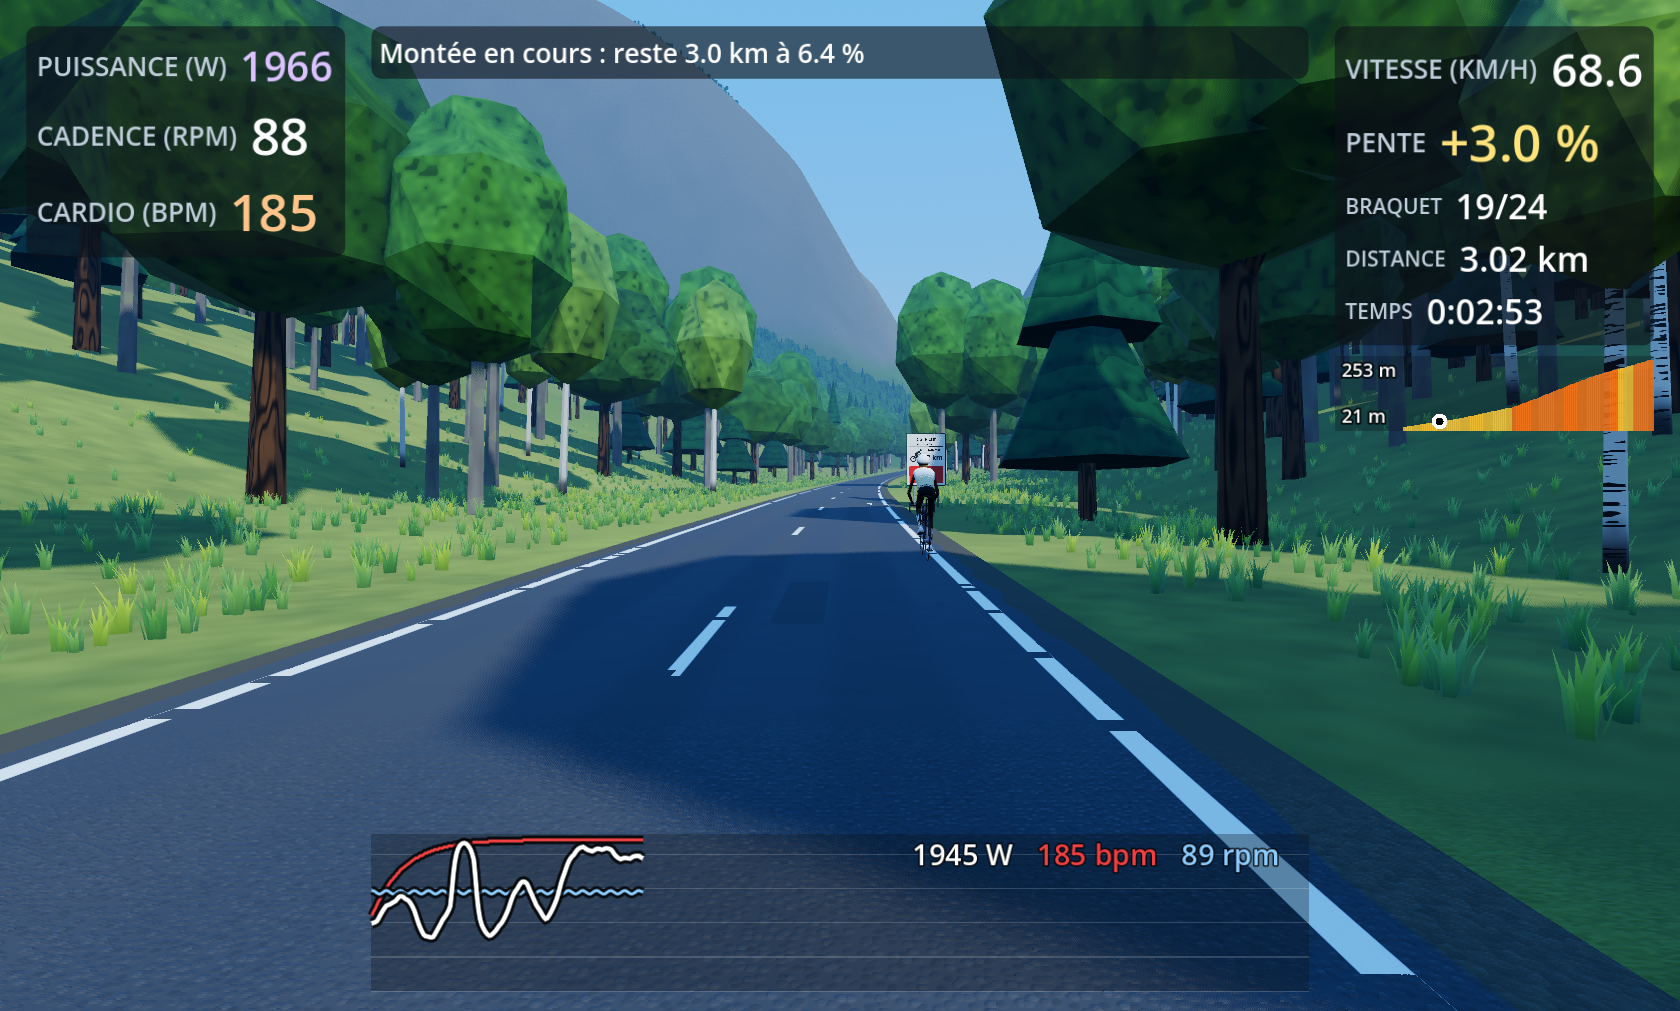 PUISSANCE (W) 1966
CADENCE (RPM) 88
CARDIO (BPM) 185
Montée en cours : reste 3.0 km à 6.4 %
VITESSE (KM/H) 68.6
PENTE +3.0 %
BRAQUET 19/24
DISTANCE 3.02 km
TEMPS 0:02:53
253 m
21 m
km
1945 W 185 bpm 89 rpm